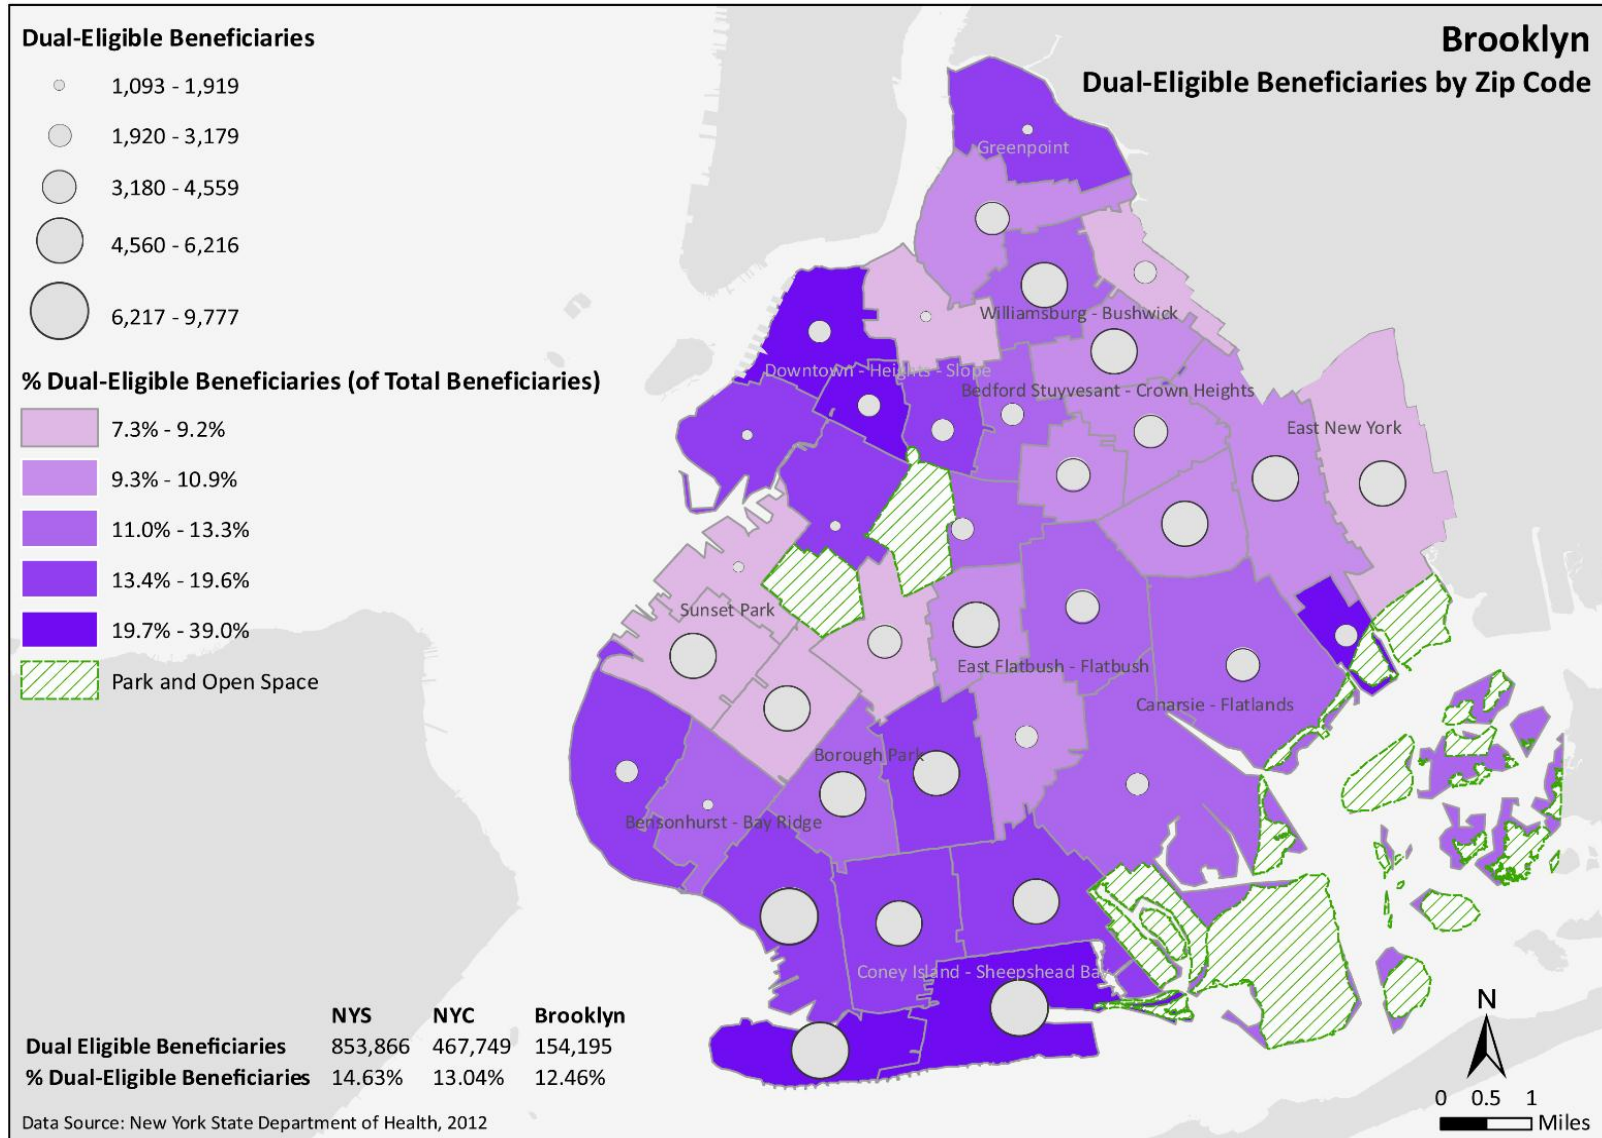 Brooklyn
Dual-Eligible Beneficiaries by Zip Code
Dual-Eligible Beneficiaries
1,093 - 1,919
1,920 - 3,179
3,180 - 4,559
4,560 - 6,216
6,217 - 9,777
% Dual-Eligible Beneficiaries (of Total Beneficiaries)
7.3% - 9.2%
9.3% - 10.9%
11.0% - 13.3%
13.4% - 19.6%
19.7% - 39.0%
Park and Open Space
Greenpoint
Williamsburg - Bushwick
Downtown - Heights - Slope
Bedford Stuyvesant - Crown Heights
East New York
Sunset Park
East Flatbush - Flatbush
Canarsie - Flatlands
Borough Park
Bensonhurst - Bay Ridge
Coney Island - Sheepshead Bay
NYS NYC Brooklyn
Dual Eligible Beneficiaries 853,866 467,749 154,195
% Dual-Eligible Beneficiaries 14.63% 13.04% 12.46%
Data Source: New York State Department of Health, 2012
N
0 0.5 1
Miles